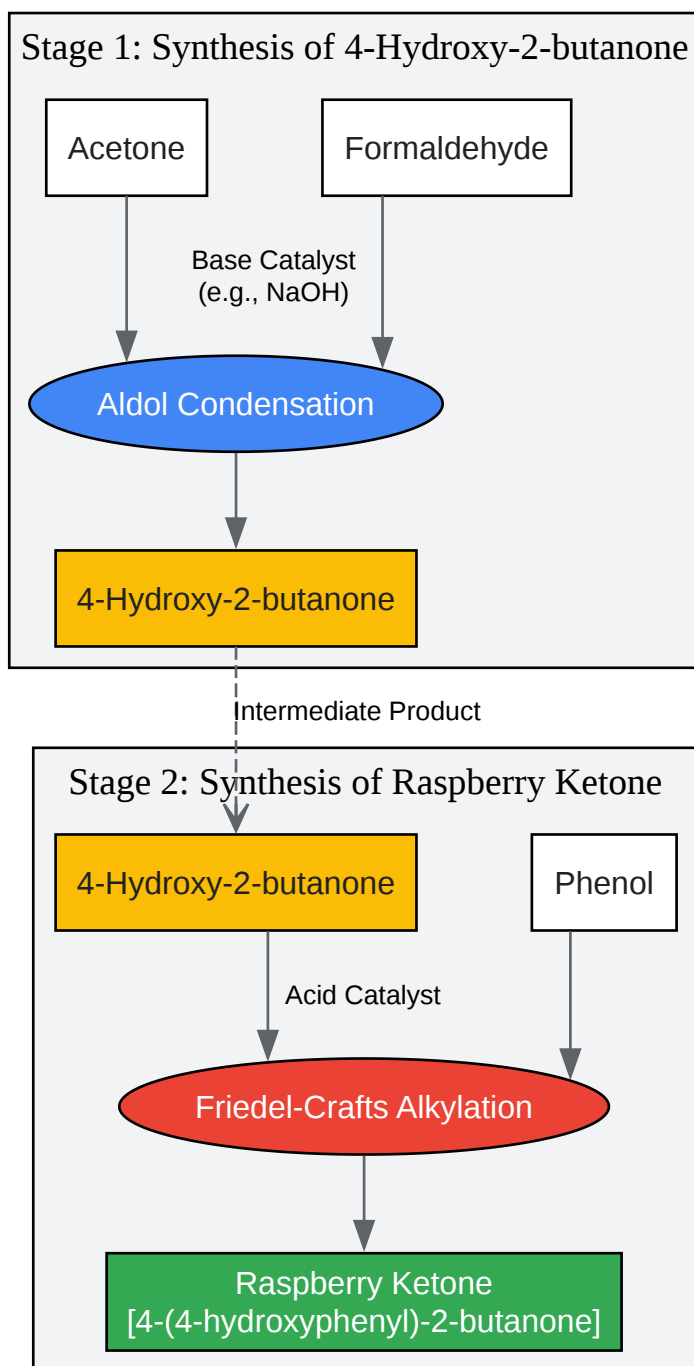 Stage 1: Synthesis of 4-Hydroxy-2-butanone
Acetone
Formaldehyde
Base Catalyst
(e.g., NaOH)
Aldol Condensation
4-Hydroxy-2-butanone
Intermediate Product
Stage 2: Synthesis of Raspberry Ketone
4-Hydroxy-2-butanone
Phenol
Acid Catalyst
Friedel-Crafts Alkylation
Raspberry Ketone
[4-(4-hydroxyphenyl)-2-butanone]